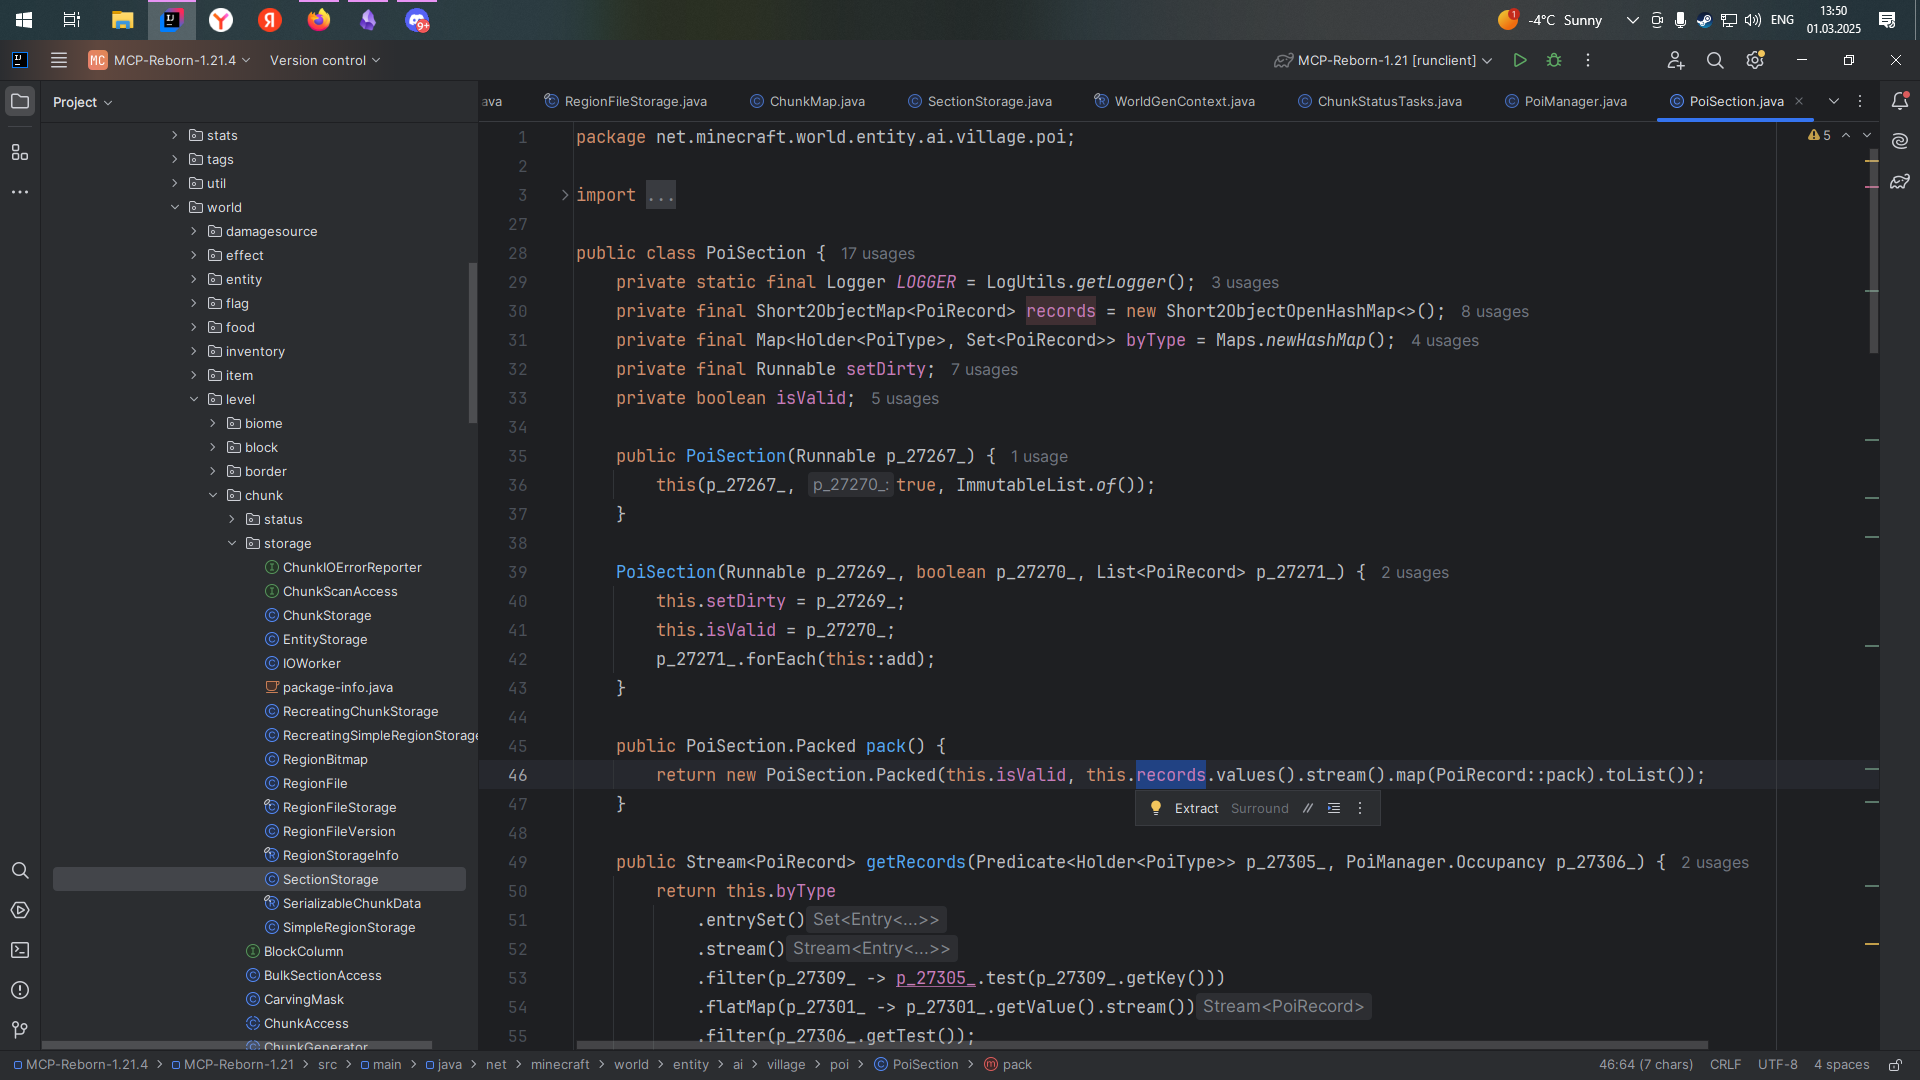 -4°C Sunny
ENG
13:50
01.03.2025
9+
1
MC MCP-Reborn-1.21.4
Version control
MCP-Reborn-1.21 [runclient]
Project
ava
RegionFileStorage.java
ChunkMap.java
SectionStorage.java
WorldGenContext.java
ChunkStatusTasks.java
PoiManager.java
PoiSection.java
stats
tags
util
world
damagesource
effect
entity
flag
food
inventory
item
level
biome
block
border
chunk
status
storage
ChunkIOErrorReporter
ChunkScanAccess
ChunkStorage
EntityStorage
IOWorker
package-info.java
RecreatingChunkStorage
RecreatingSimpleRegionStorage
RegionBitmap
RegionFile
RegionFileStorage
RegionFileVersion
RegionStorageInfo
SectionStorage
SerializableChunkData
SimpleRegionStorage
BlockColumn
BulkSectionAccess
CarvingMask
ChunkAccess
ChunkGenerator
5
1 package net.minecraft.world.entity.ai.village.poi;
2
3 import ...
27
28 public class PoiSection { 17 usages
29 private static final Logger LOGGER = LogUtils.getLogger(); 3 usages
30 private final Short2ObjectMap<PoiRecord> records = new Short2ObjectOpenHashMap<>(); 8 usages
31 private final Map<Holder<PoiType>, Set<PoiRecord>> byType = Maps.newHashMap(); 4 usages
32 private final Runnable setDirty; 7 usages
33 private boolean isValid; 5 usages
34
35 public PoiSection(Runnable p_27267_) { 1 usage
36 this(p_27267_, p_27270_: true, ImmutableList.of());
37 }
38
39 PoiSection(Runnable p_27269_, boolean p_27270_, List<PoiRecord> p_27271_) { 2 usages
40 this.setDirty = p_27269_;
41 this.isValid = p_27270_;
42 p_27271_.forEach(this::add);
43 }
44
45 public PoiSection.Packed pack() {
46 return new PoiSection.Packed(this.isValid, this.records.values().stream().map(PoiRecord::pack).toList());
47 }
Extract Surround //
48
49 public Stream<PoiRecord> getRecords(Predicate<Holder<PoiType>> p_27305_, PoiManager.Occupancy p_27306_) { 2 usages
50 return this.byType
51 .entrySet() Set<Entry<...>>
52 .stream() Stream<Entry<...>>
53 .filter(p_27309_ -> p_27305_.test(p_27309_.getKey()))
54 .flatMap(p_27301_ -> p_27301_.getValue().stream()) Stream<PoiRecord>
55 .filter(p_27306_.getTest());
MCP-Reborn-1.21.4 > MCP-Reborn-1.21 > src > main > java > net > minecraft > world > entity > ai > village > poi > PoiSection > pack
46:64 (7 chars) CRLF UTF-8 4 spaces